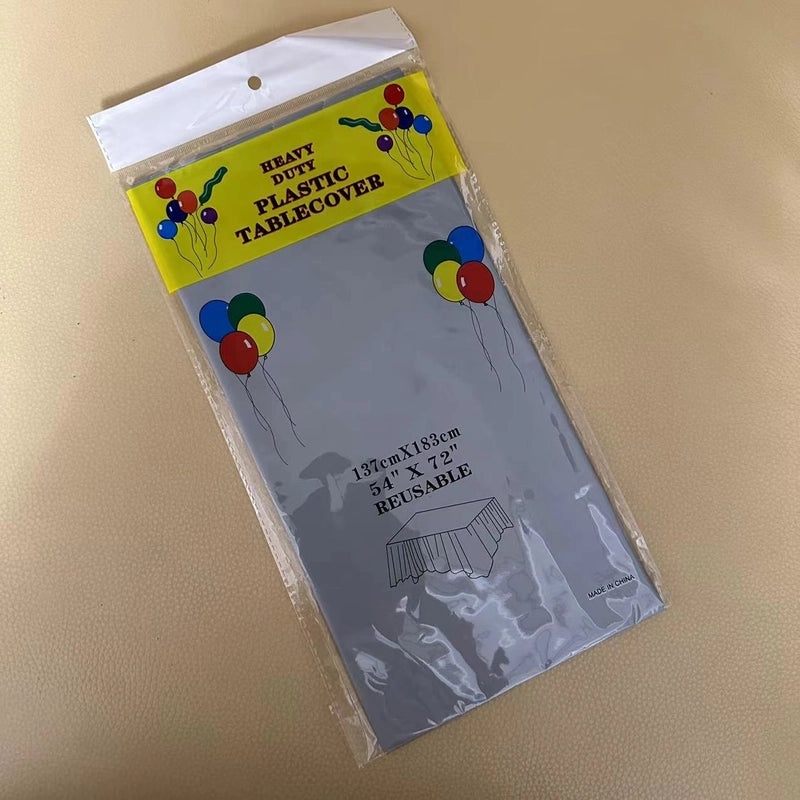 HEAVY
DUTY
PLASTIC
TABLECOVER
137cmX183cm
54" X 72"
REUSABLE
MADE IN CHINA